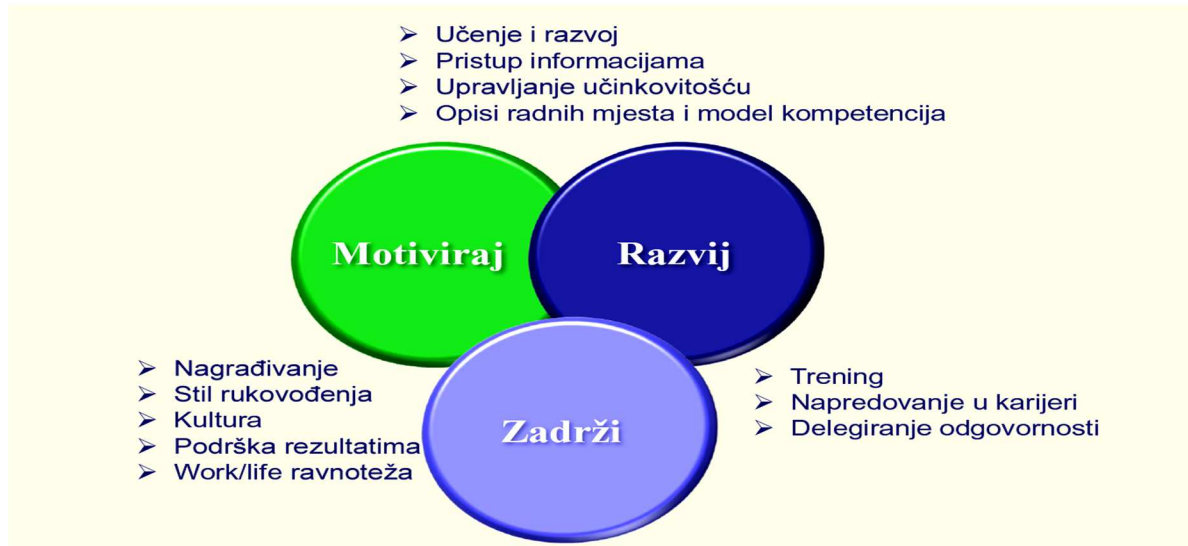 ➢ Učenje i razvoj
➢ Pristup informacijama
➢ Upravljanje učinkovitošću
➢ Opisi radnih mjesta i model kompetencija
Motiviraj
Razvij
➢ Nagrađivanje
➢ Stil rukovođenja
➢ Kultura
➢ Podrška rezultatima
➢ Work/life ravnoteža
Zadrži
➢ Trening
➢ Napredovanje u karijeri
➢ Delegiranje odgovornosti